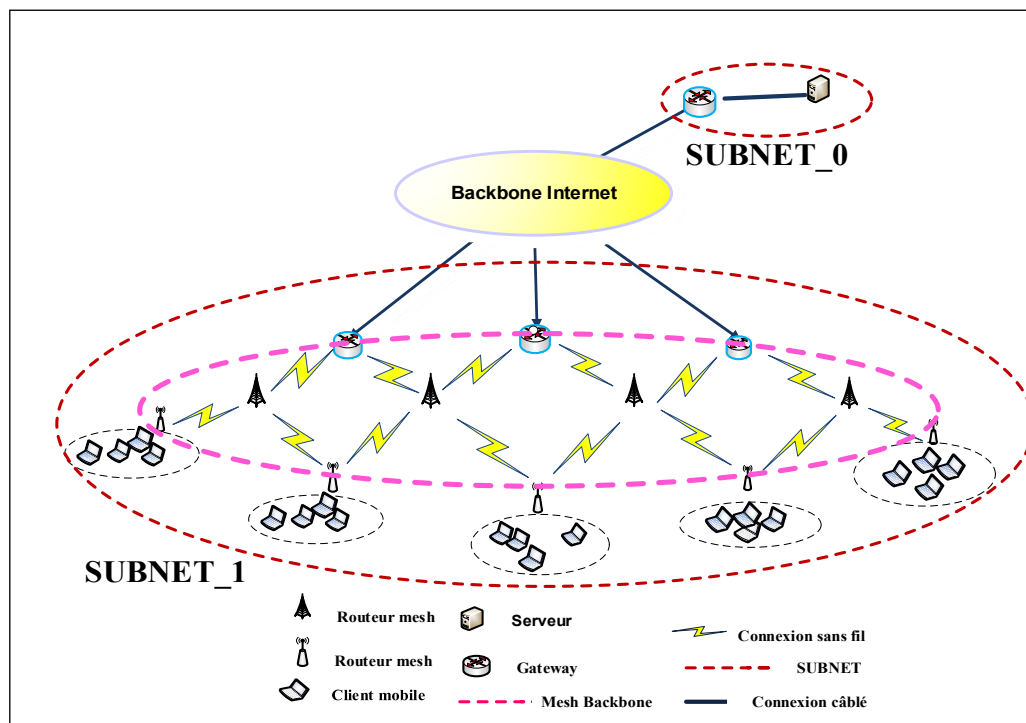 SUBNET_0
Backbone Internet
SUBNET_1
Routeur mesh
Serveur
Connexion sans fil
Routeur mesh
Gateway
SUBNET
Client mobile
Mesh Backbone
Connexion câblé